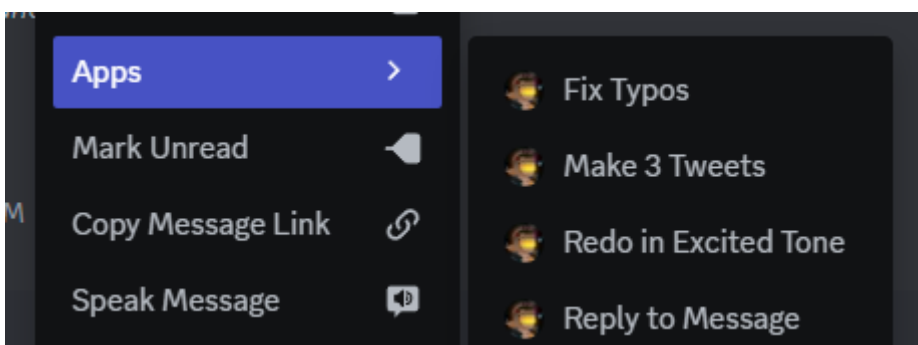 Apps
Mark Unread
Copy Message Link
Speak Message
Fix Typos
Make 3 Tweets
Redo in Excited Tone
Reply to Message
M